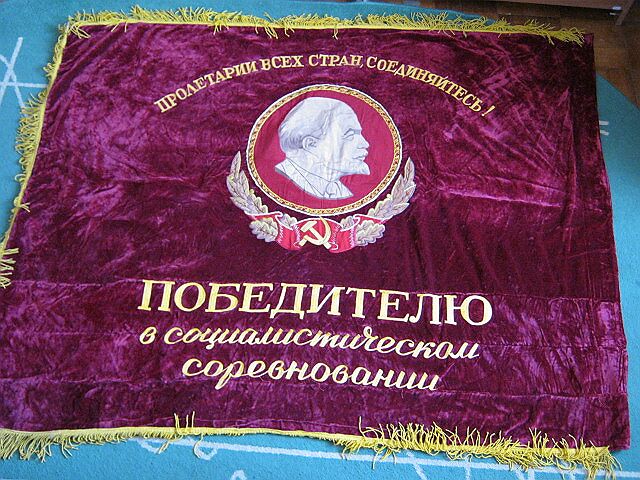 ПРОЛЕТАРИИ ВСЕХ СТРАН, СОЕДИНЯЙТЕСЬ!
ПОБЕДИТЕЛЮ
в социалистическом
соревновании